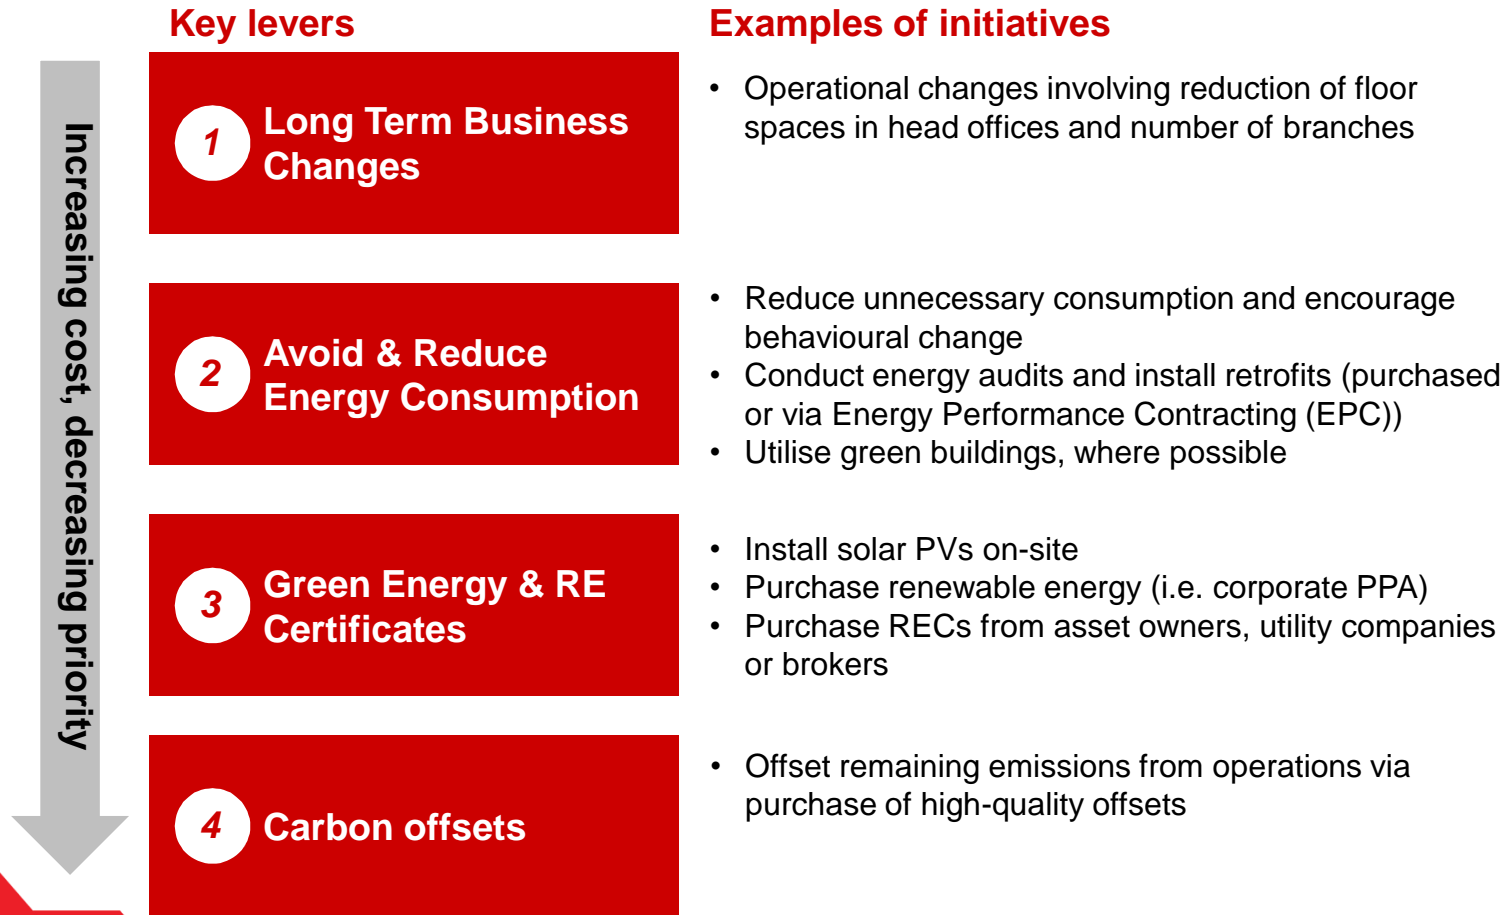 Key levers
Examples of initiatives
Increasing cost, decreasing priority
1
Long Term Business
Changes
• Operational changes involving reduction of floor
spaces in head offices and number of branches
2
Avoid & Reduce
Energy Consumption
• Reduce unnecessary consumption and encourage
behavioural change
• Conduct energy audits and install retrofits (purchased
or via Energy Performance Contracting (EPC))
• Utilise green buildings, where possible
3
Green Energy & RE
Certificates
• Install solar PVs on-site
• Purchase renewable energy (i.e. corporate PPA)
• Purchase RECs from asset owners, utility companies
or brokers
4
Carbon offsets
• Offset remaining emissions from operations via
purchase of high-quality offsets